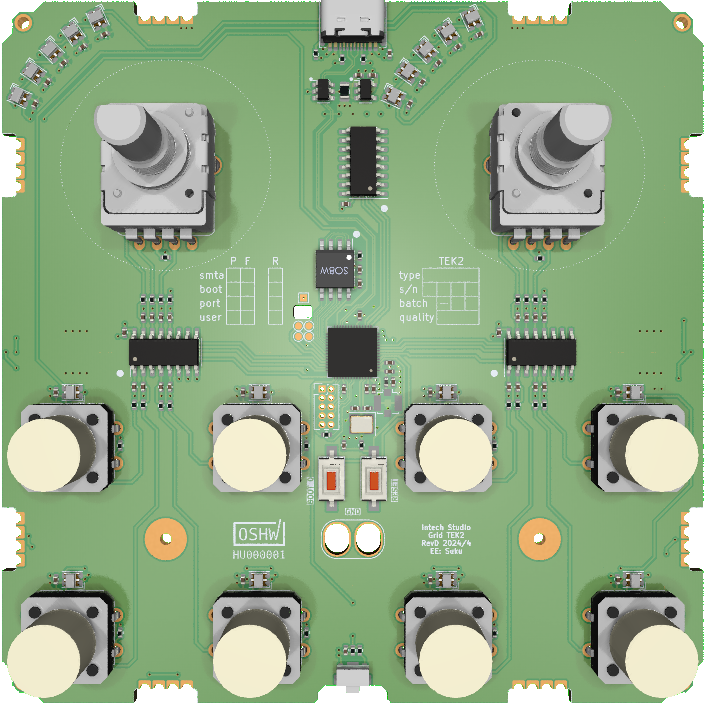 P F R
smta
boot
port
user
TEK2
type
s/n
batch
quality
SO8W
OSHW
HU000001
Intech Studio
Grid TEK2
RevD 2024/4
EE: Suku